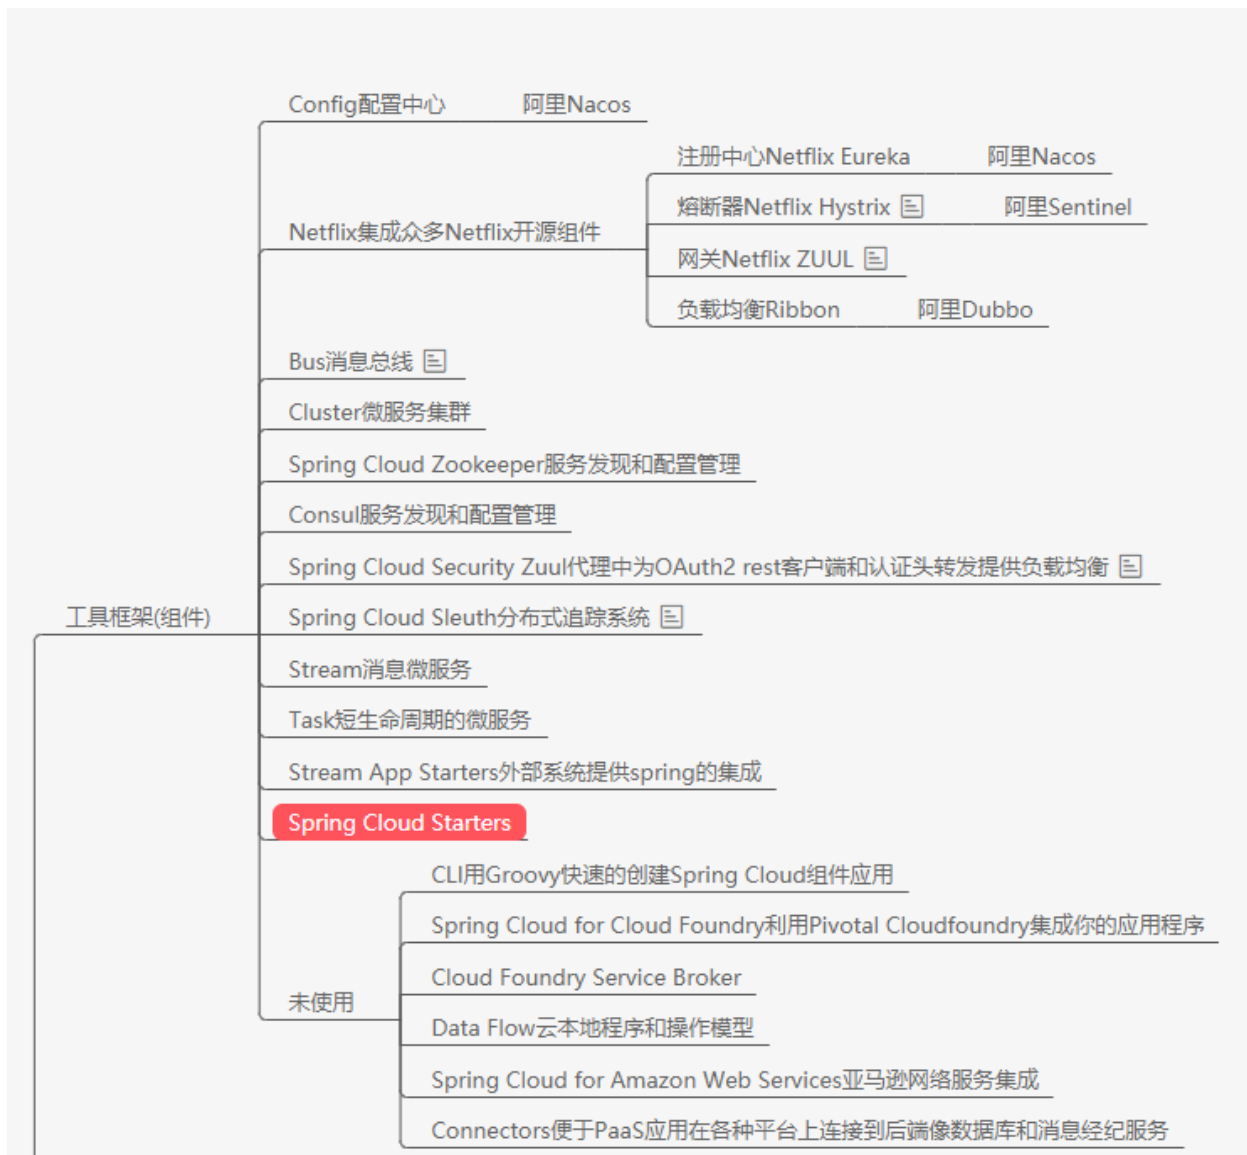 Config配置中心 阿里Nacos
注册中心Netflix Eureka 阿里Nacos
熔断器Netflix Hystrix 阿里Sentinel
Netflix集成众多Netflix开源组件
网关Netflix ZUUL
负载均衡Ribbon 阿里Dubbo
Bus消息总线
Cluster微服务集群
Spring Cloud Zookeeper服务发现和配置管理
Consul服务发现和配置管理
Spring Cloud Security Zuul代理中为OAuth2 rest客户端和认证头转发提供负载均衡
工具框架(组件)
Spring Cloud Sleuth分布式追踪系统
Stream消息微服务
Task短生命周期的微服务
Stream App Starters外部系统提供spring的集成
Spring Cloud Starters
CLI用Groovy快速的创建Spring Cloud组件应用
Spring Cloud for Cloud Foundry利用Pivotal Cloudfoundry集成你的应用程序
Cloud Foundry Service Broker
未使用
Data Flow云本地程序和操作模型
Spring Cloud for Amazon Web Services亚马逊网络服务集成
Connectors便于PaaS应用在各种平台上连接到后端像数据库和消息经纪服务